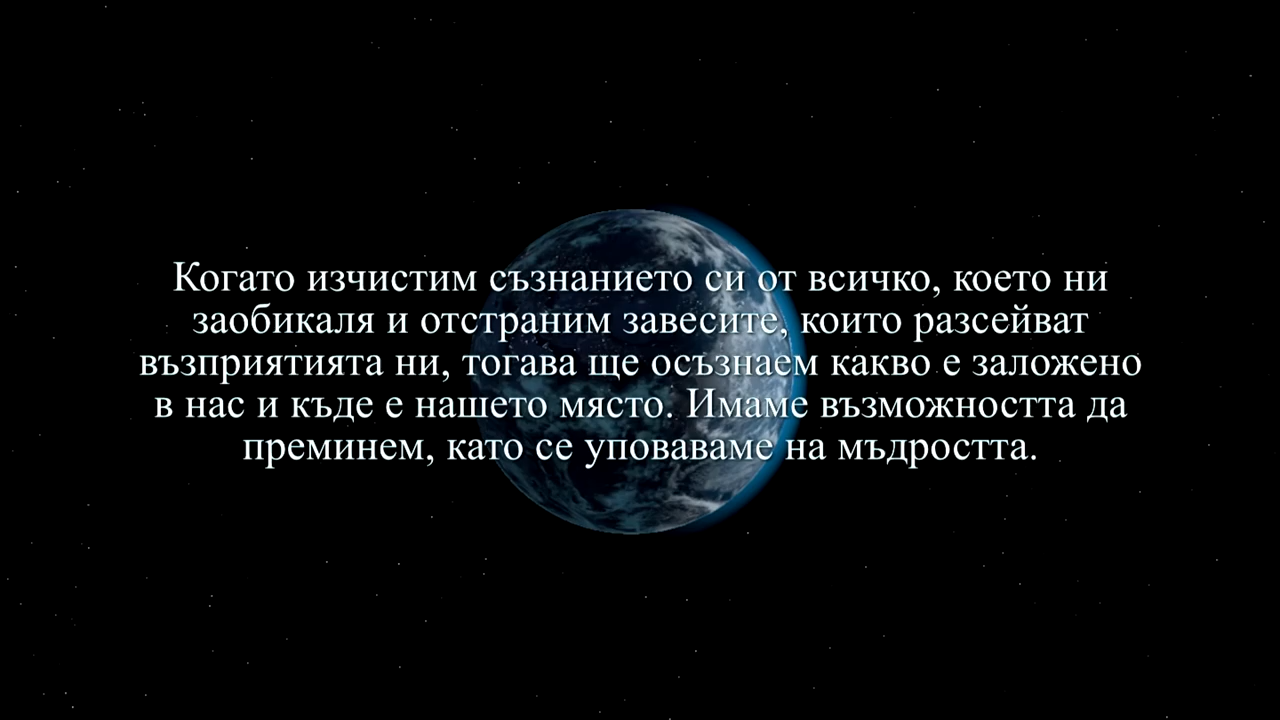 Когато изчистим съзнанието си от всичко, което ни
заобикаля и отстраним завесите, които разсейват
възприятията ни, тогава ще осъзнаем какво е заложено
в нас и къде е нашето място. Имаме възможността да
преминем, като се уповаваме на мъдростта.